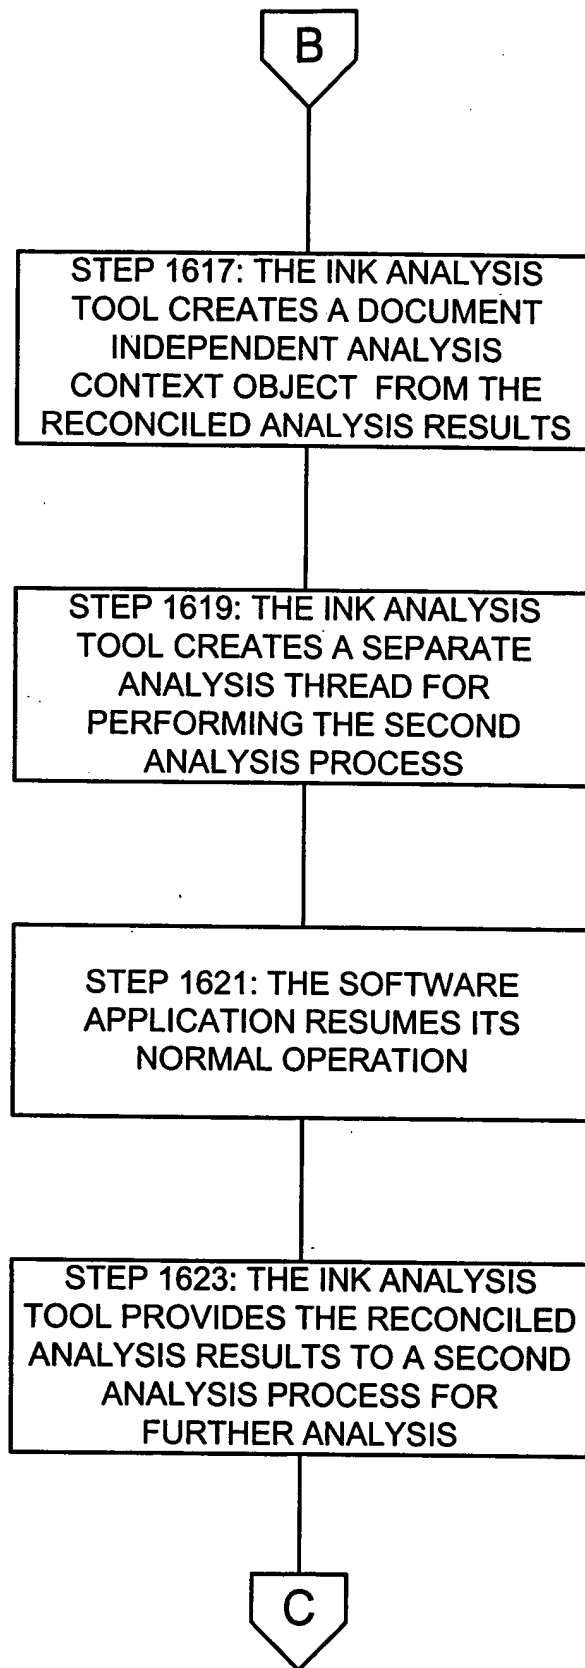 B
STEP 1617: THE INK ANALYSIS
TOOL CREATES A DOCUMENT
INDEPENDENT ANALYSIS
CONTEXT OBJECT FROM THE
RECONCILED ANALYSIS RESULTS
STEP 1619: THE INK ANALYSIS
TOOL CREATES A SEPARATE
ANALYSIS THREAD FOR
PERFORMING THE SECOND
ANALYSIS PROCESS
STEP 1621: THE SOFTWARE
APPLICATION RESUMES ITS
NORMAL OPERATION
STEP 1623: THE INK ANALYSIS
TOOL PROVIDES THE RECONCILED
ANALYSIS RESULTS TO A SECOND
ANALYSIS PROCESS FOR
FURTHER ANALYSIS
C